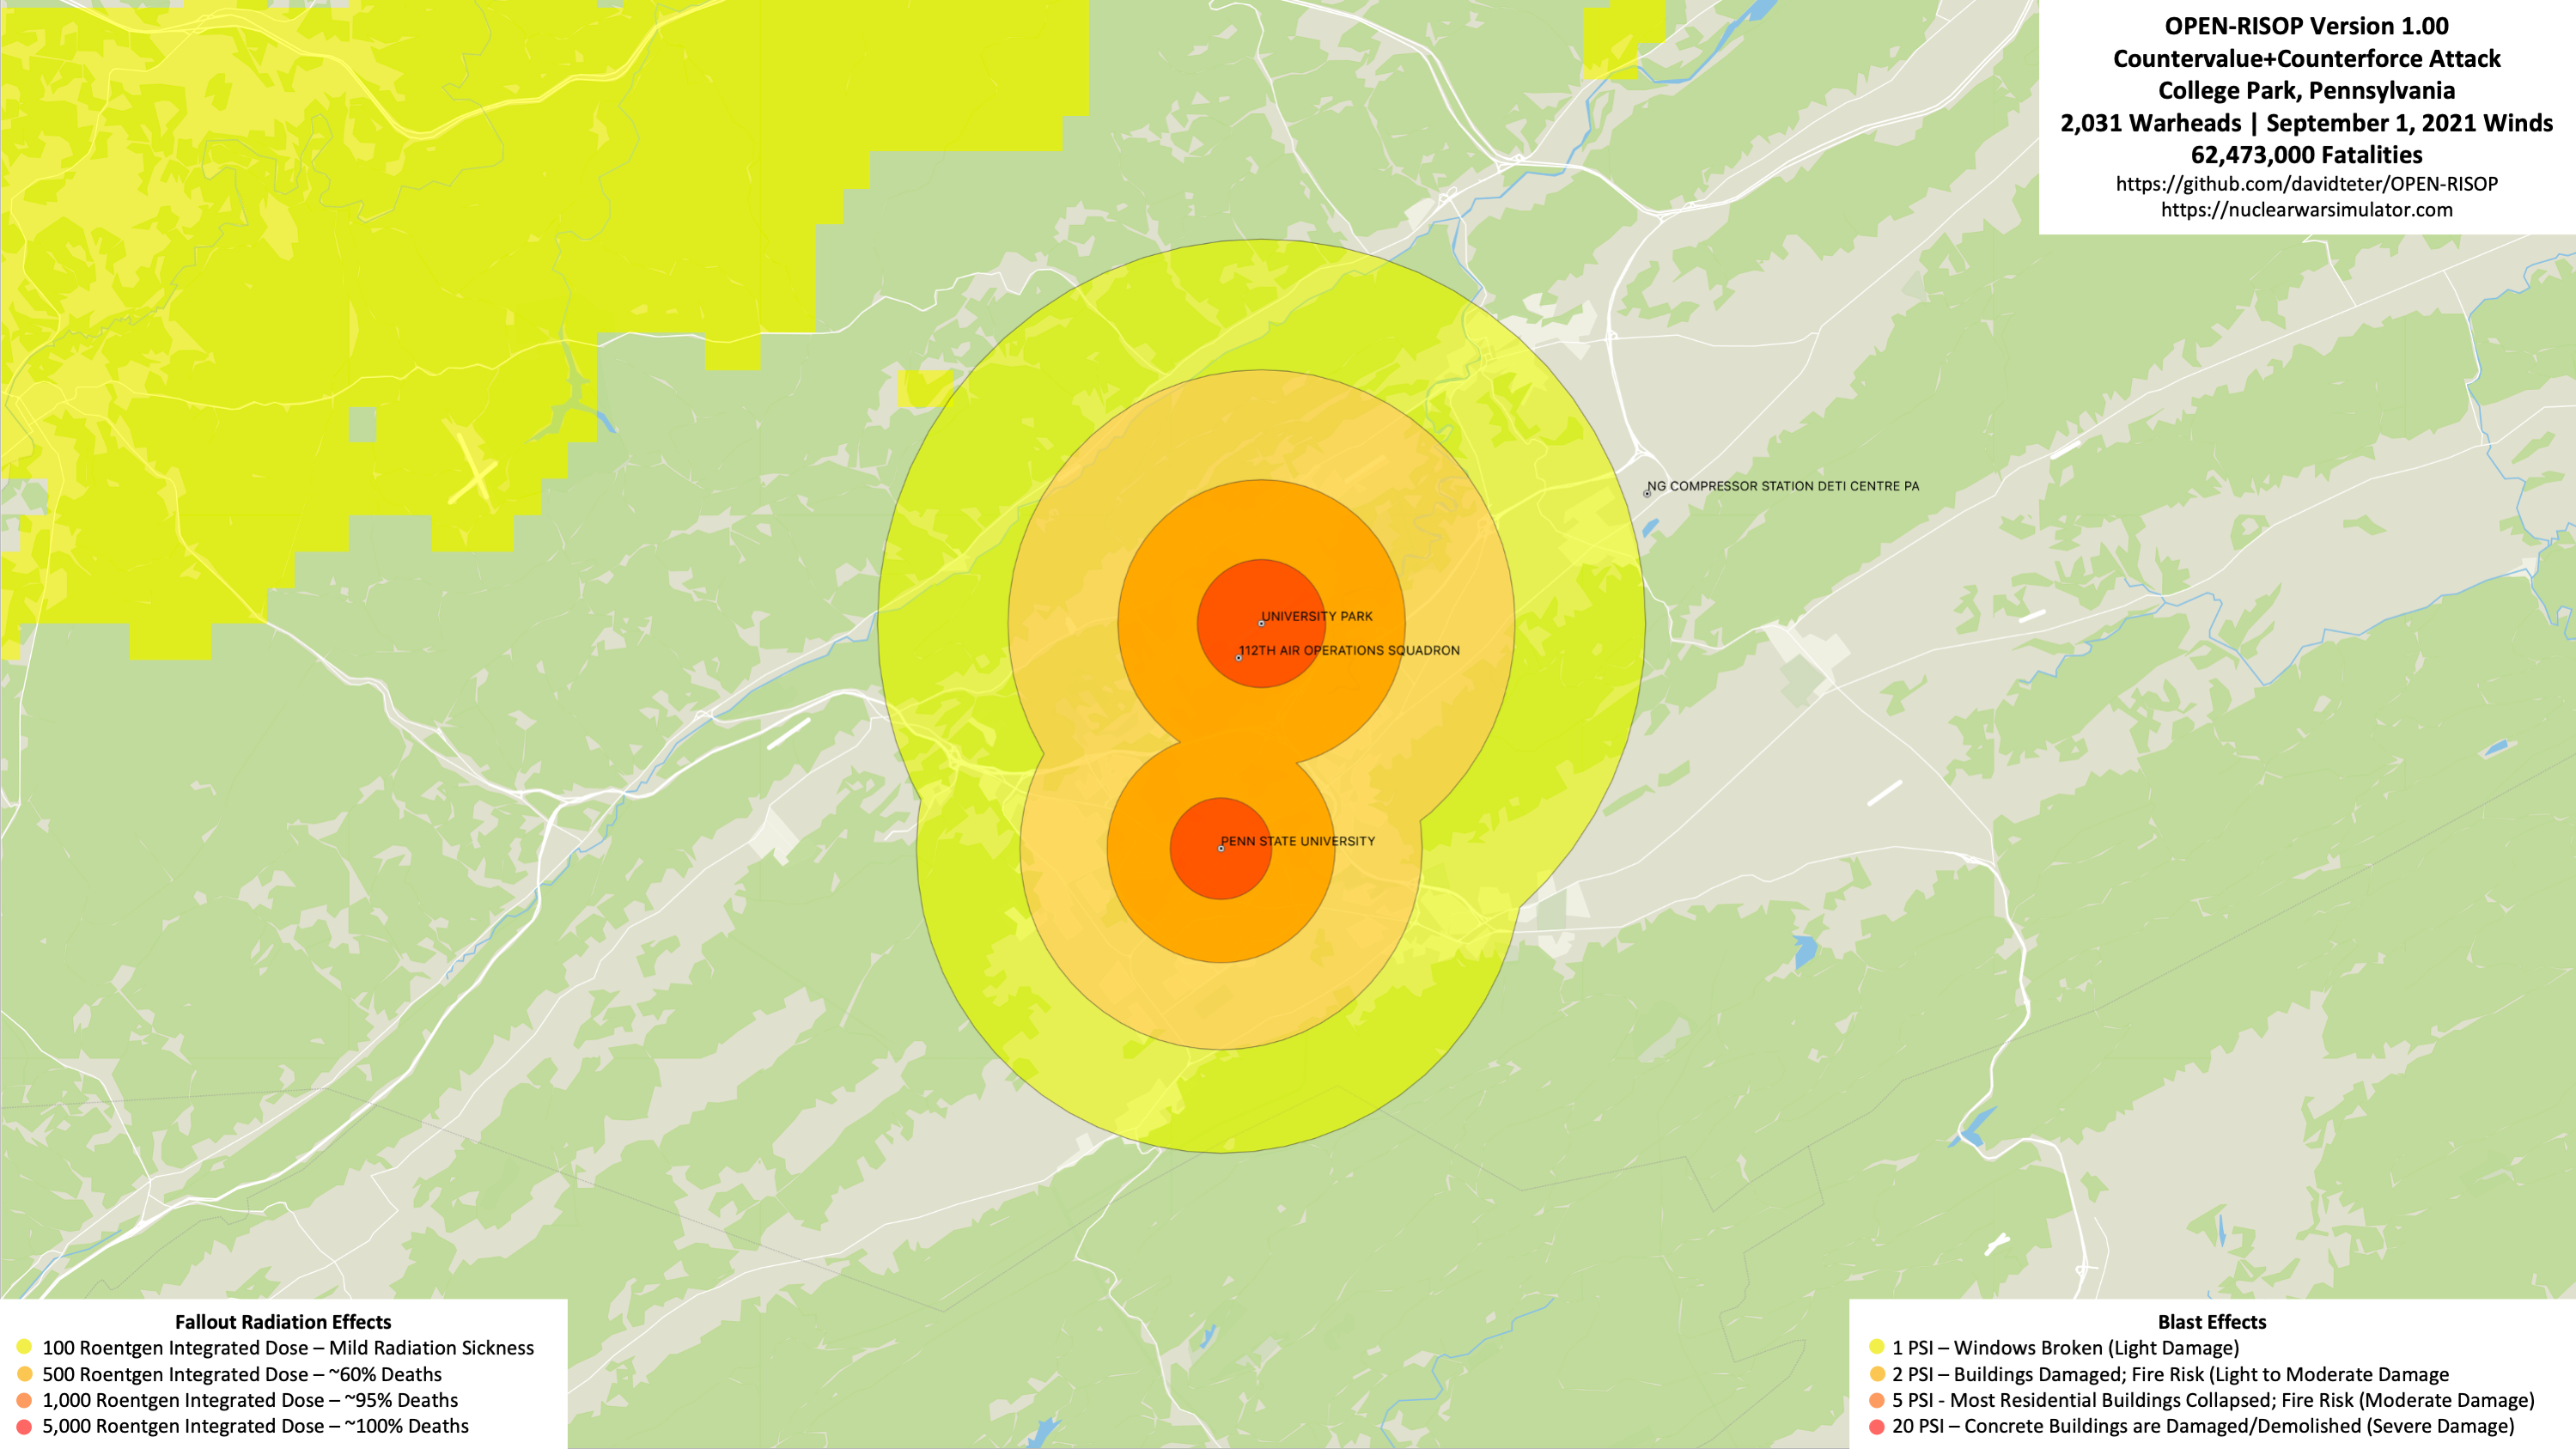 OPEN-RISOP Version 1.00
Countervalue+Counterforce Attack
College Park, Pennsylvania
2,031 Warheads | September 1, 2021 Winds
62,473,000 Fatalities
https://github.com/davidteter/OPEN-RISOP
https://nuclearwarsimulator.com
NG COMPRESSOR STATION DETI CENTRE PA
UNIVERSITY PARK
112TH AIR OPERATIONS SQUADRON
PENN STATE UNIVERSITY
Fallout Radiation Effects
100 Roentgen Integrated Dose – Mild Radiation Sickness
500 Roentgen Integrated Dose – ~60% Deaths
1,000 Roentgen Integrated Dose – ~95% Deaths
5,000 Roentgen Integrated Dose – ~100% Deaths
Blast Effects
1 PSI – Windows Broken (Light Damage)
2 PSI – Buildings Damaged; Fire Risk (Light to Moderate Damage
5 PSI - Most Residential Buildings Collapsed; Fire Risk (Moderate Damage)
20 PSI – Concrete Buildings are Damaged/Demolished (Severe Damage)